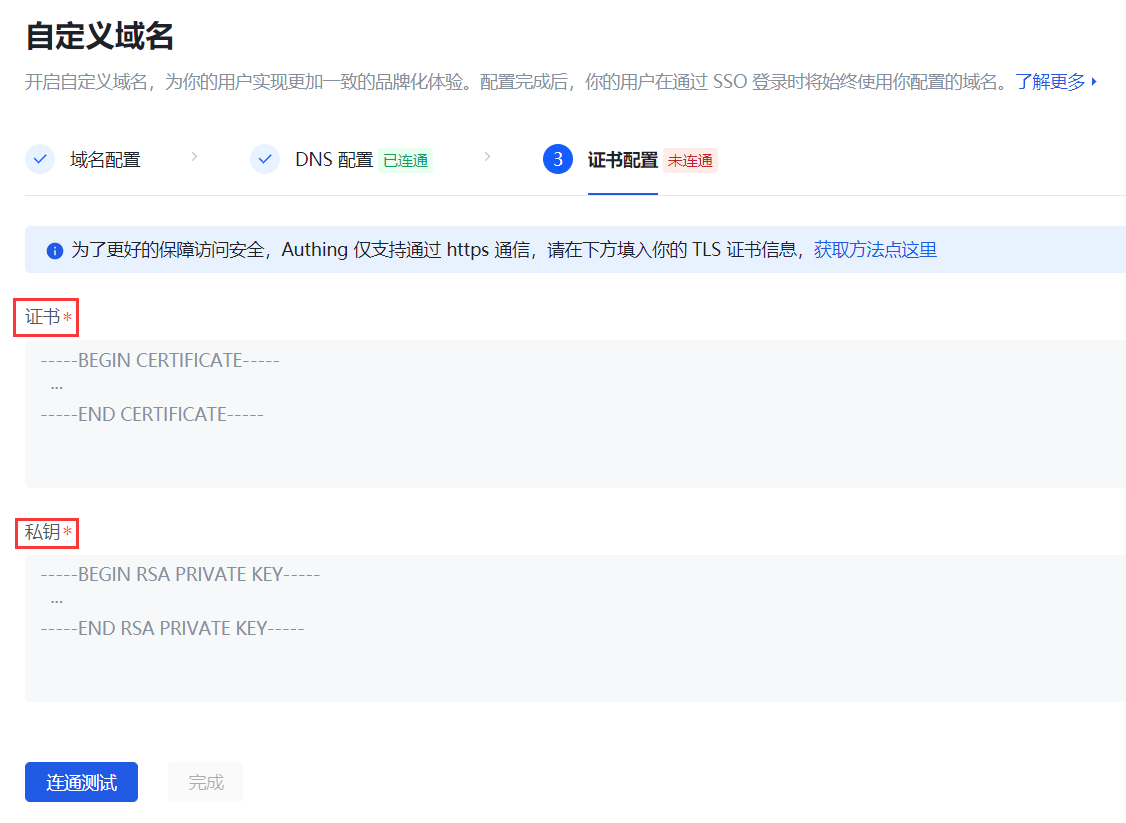 自定义域名
开启自定义域名，为你的用户实现更加一致的品牌化体验。配置完成后，你的用户在通过 SSO 登录时将始终使用你配置的域名。了解更多
域名配置 DNS 配置 已连通 3 证书配置 未连通
为了更好的保障访问安全，Authing 仅支持通过 https 通信，请在下方填入你的 TLS 证书信息，获取方法点这里
证书*
-----BEGIN CERTIFICATE-----
...
-----END CERTIFICATE-----
私钥*
-----BEGIN RSA PRIVATE KEY-----
...
-----END RSA PRIVATE KEY-----
连通测试 完成